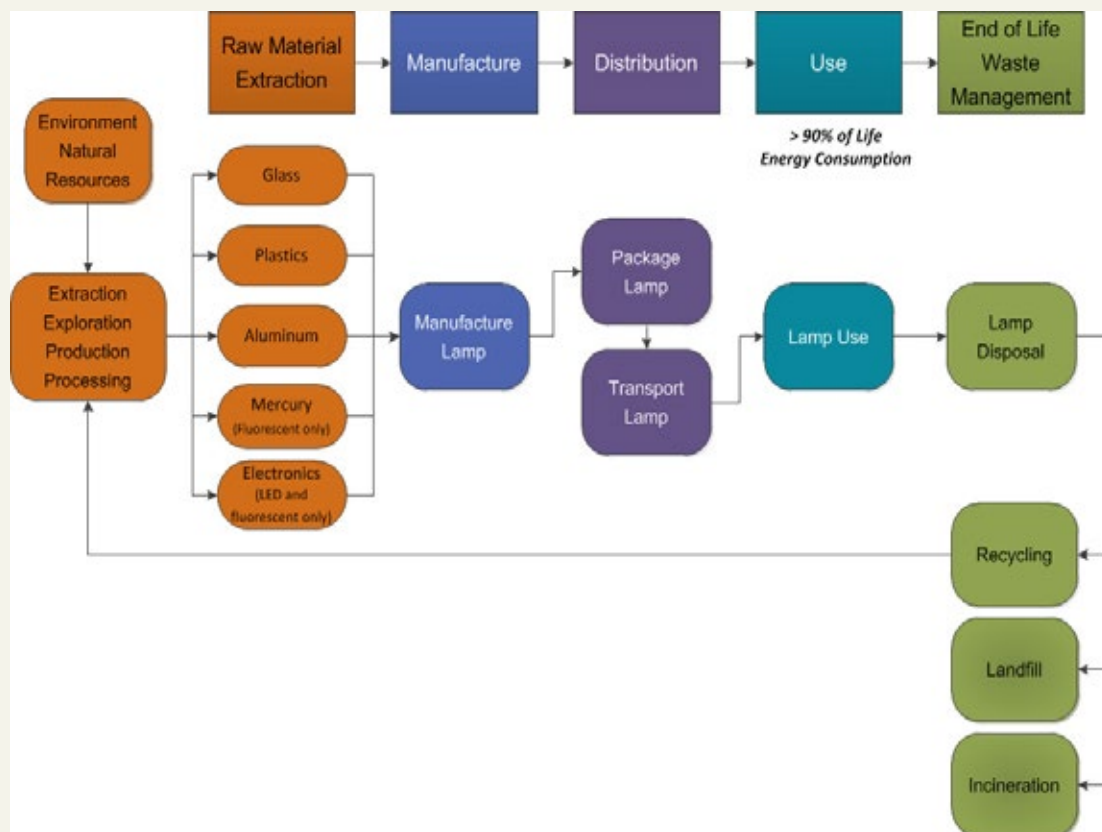 Raw Material
Extraction
Manufacture
Distribution
Use
End of Life
Waste
Management
> 90% of Life
Energy Consumption
Environment
Natural
Resources
Extraction
Exploration
Production
Processing
Glass
Plastics
Aluminum
Mercury
(Fluorescent only)
Electronics
(LED and
fluorescent only)
Manufacture
Lamp
Package
Lamp
Transport
Lamp
Lamp Use
Lamp
Disposal
Recycling
Landfill
Incineration